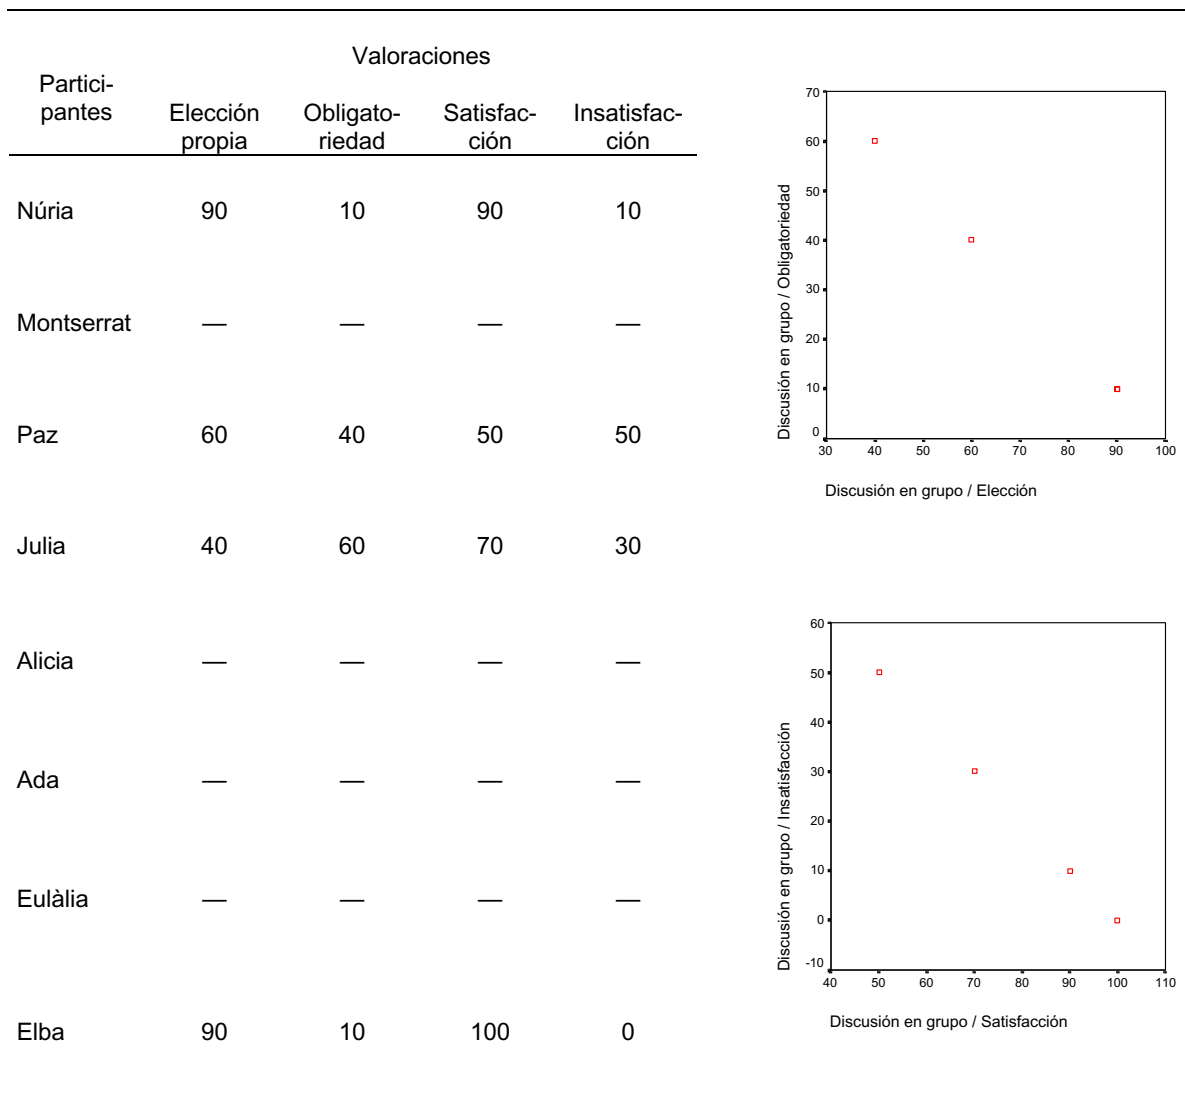 Valoraciones
Partici-
pantes
Elección
propia
Obligato-
riedad
Satisfac-
ción
Insatisfac-
ción
Núria 90 10 90 10
Montserrat — — — —
Paz 60 40 50 50
Julia 40 60 70 30
Alicia — — — —
Ada — — — —
Eulàlia — — — —
Elba 90 10 100 0
Discusión en grupo / Obligatoriedad
70
60
50
40
30
20
10
0
30 40 50 60 70 80 90 100
Discusión en grupo / Elección
Discusión en grupo / Insatisfacción
60
50
40
30
20
10
0
-10
40 50 60 70 80 90 100 110
Discusión en grupo / Satisfacción